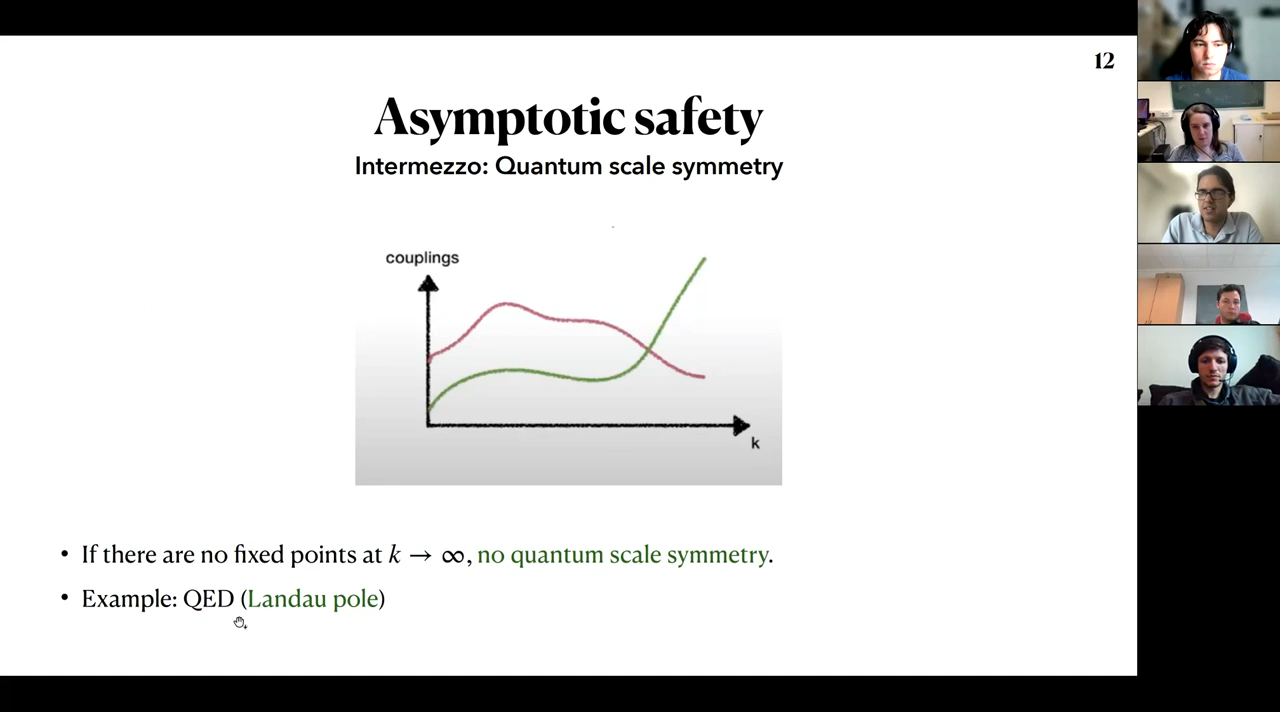 12
Asymptotic safety
Intermezzo: Quantum scale symmetry
couplings
k
• If there are no fixed points at k → ∞, no quantum scale symmetry.
• Example: QED (Landau pole)